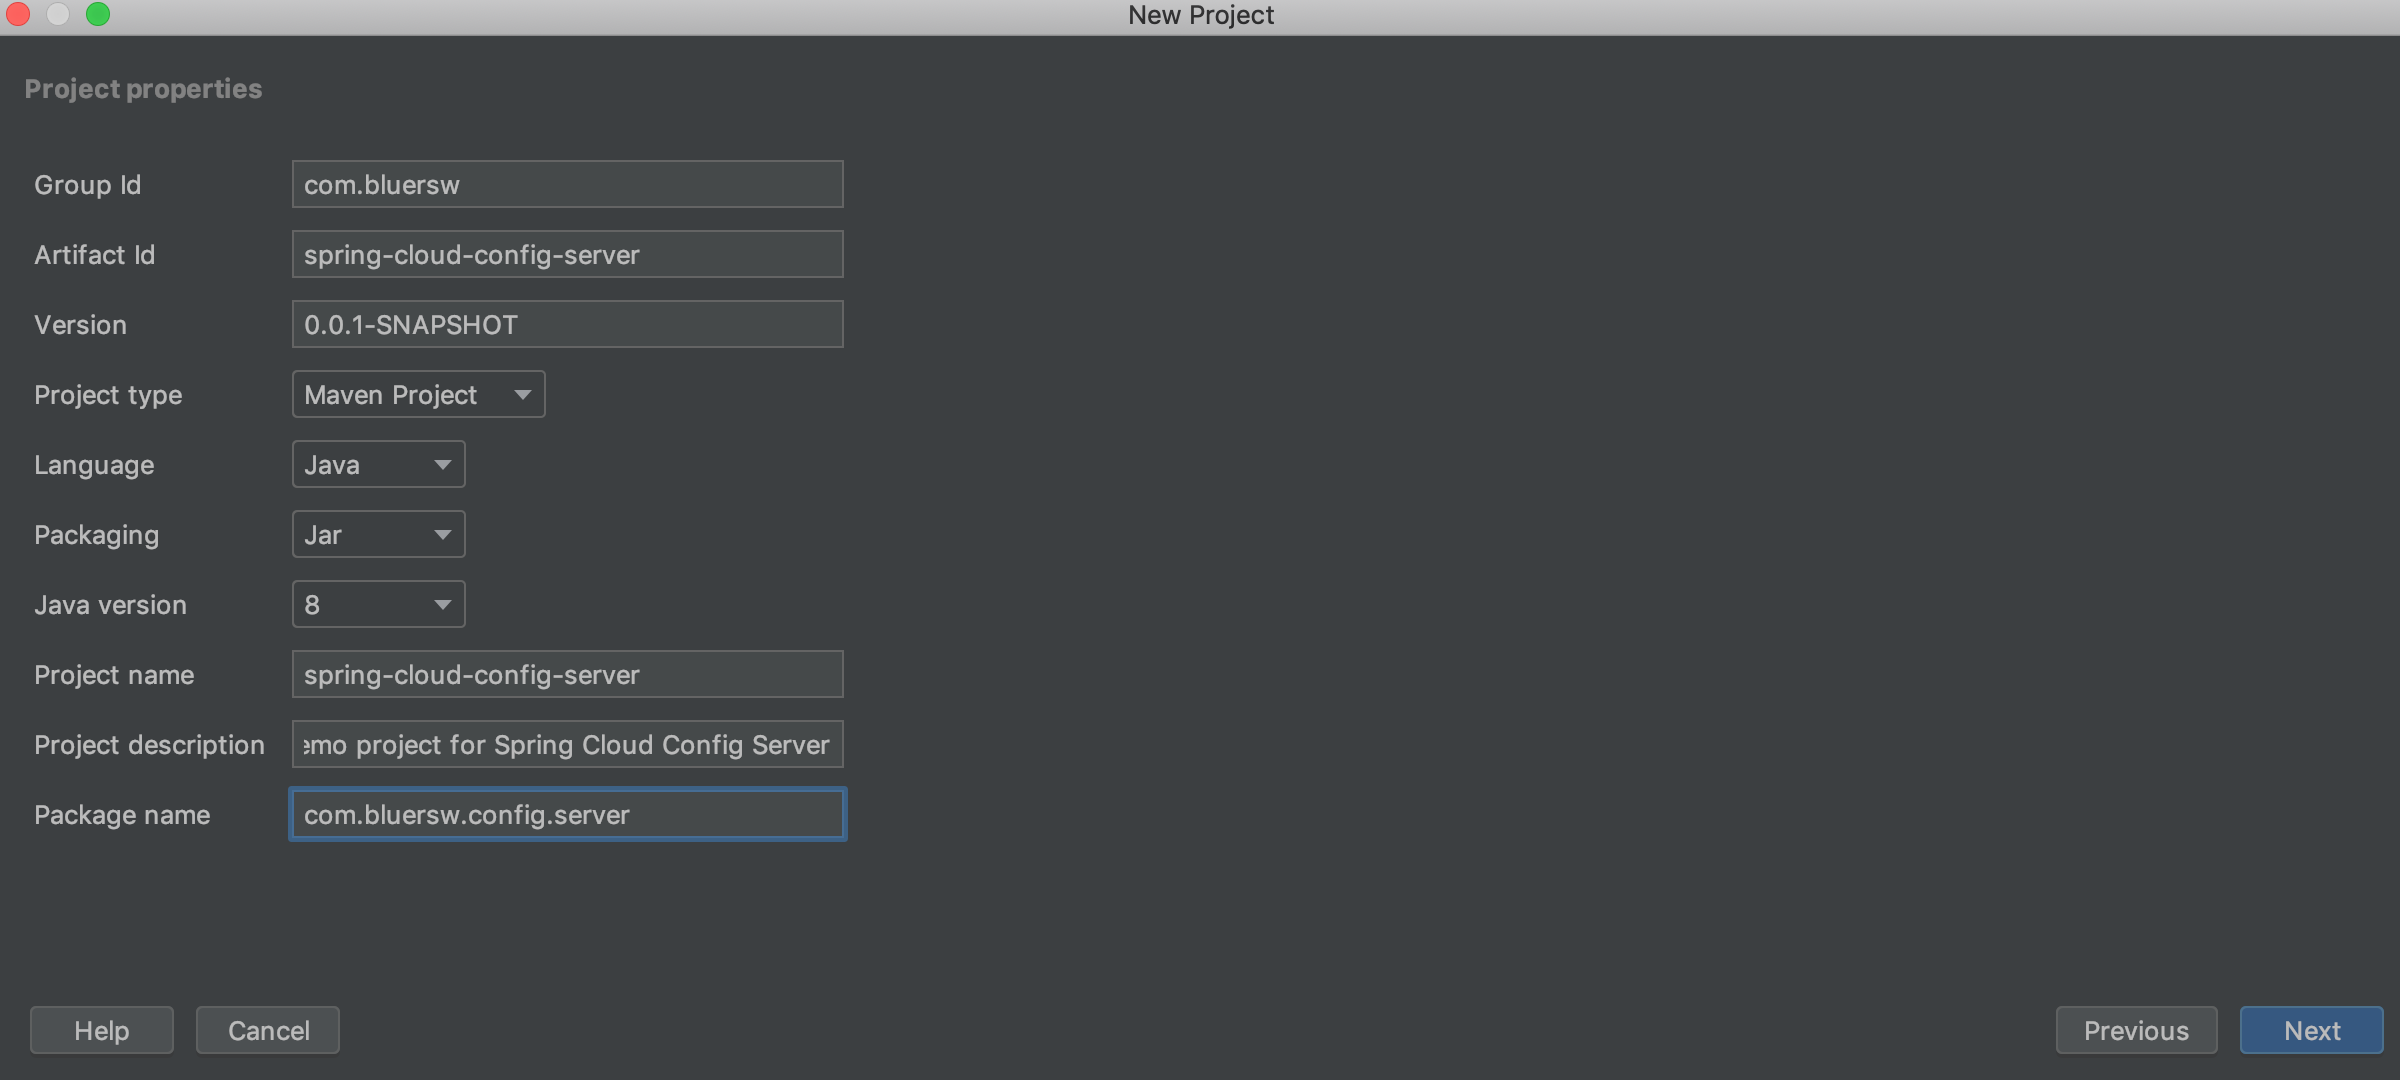 New Project
Project properties
Group Id com.bluersw
Artifact Id spring-cloud-config-server
Version 0.0.1-SNAPSHOT
Project type Maven Project
Language Java
Packaging Jar
Java version 8
Project name spring-cloud-config-server
Project description emo project for Spring Cloud Config Server
Package name com.bluersw.config.server
Help Cancel Previous Next